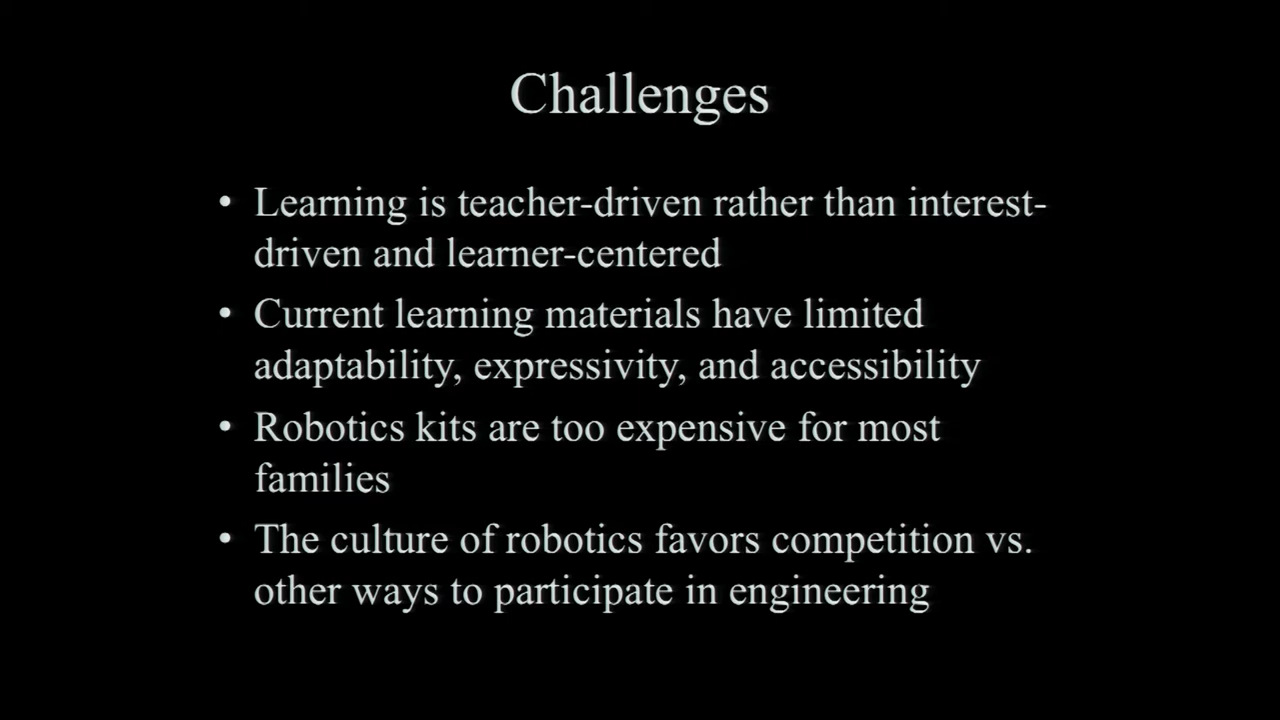 Challenges
• Learning is teacher-driven rather than interest-
driven and learner-centered
• Current learning materials have limited
adaptability, expressivity, and accessibility
• Robotics kits are too expensive for most
families
• The culture of robotics favors competition vs.
other ways to participate in engineering